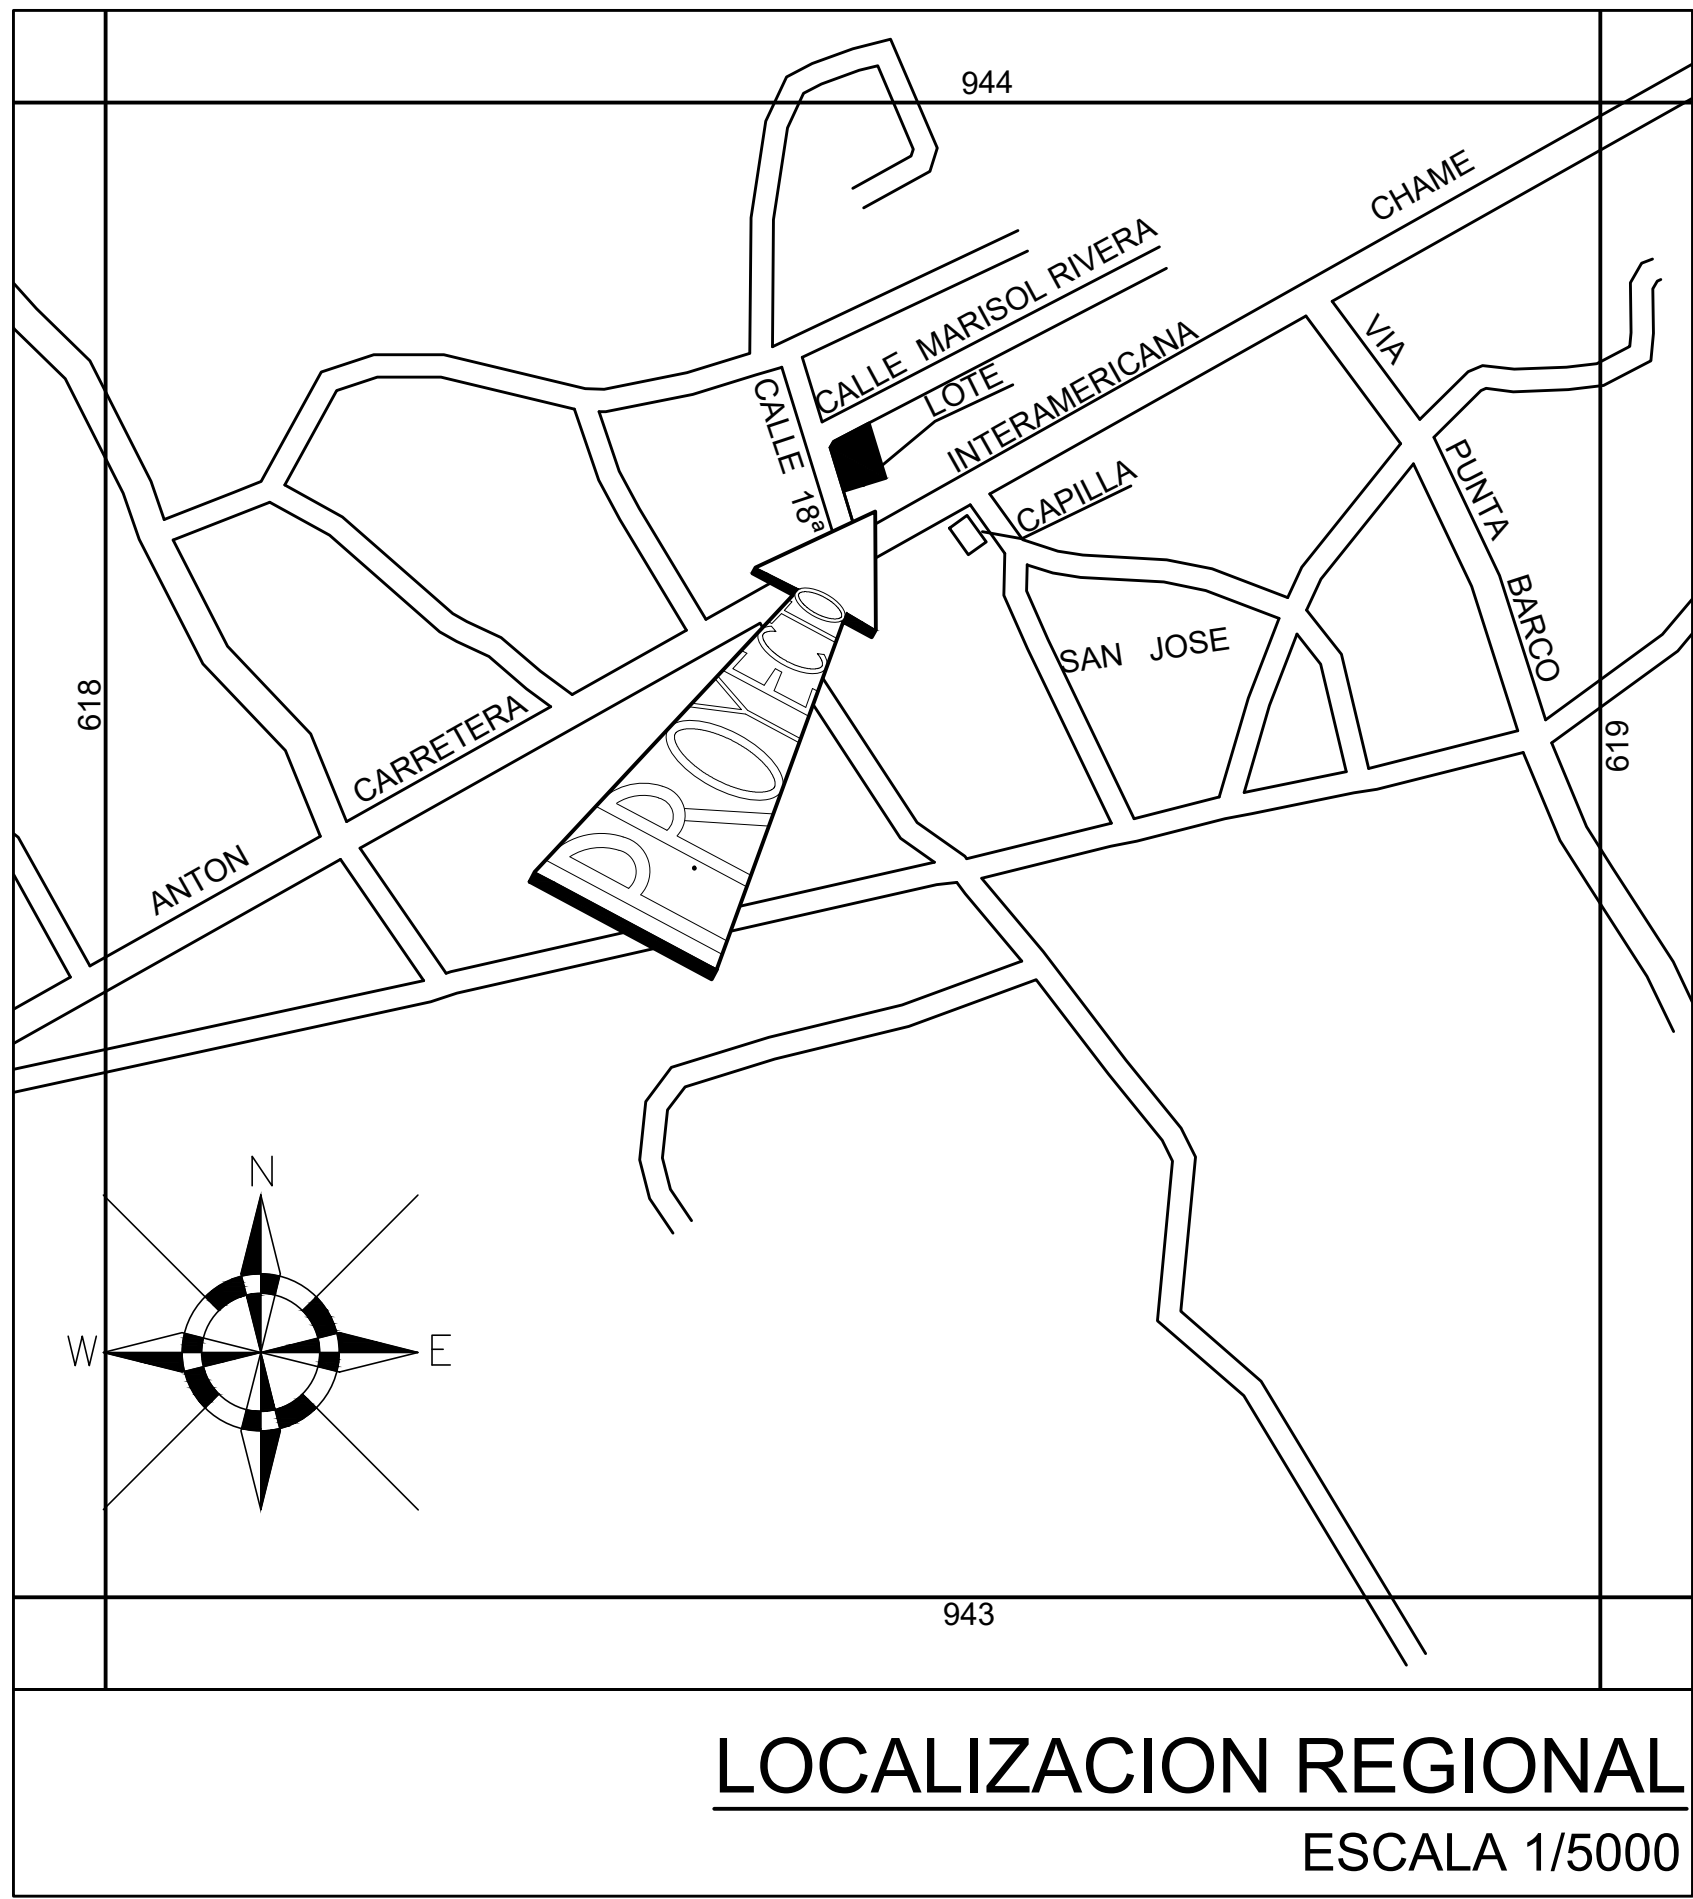 944
CHAME
CALLE MARISOL RIVERA
VIA
LOTE
INTERAMERICANA
CALLE 18ª
CAPILLA
PUNTA
BARCO
SAN JOSE
PROYECTO
618
CARRETERA
619
ANTON
N
W
E
943
LOCALIZACION REGIONAL
ESCALA 1/5000